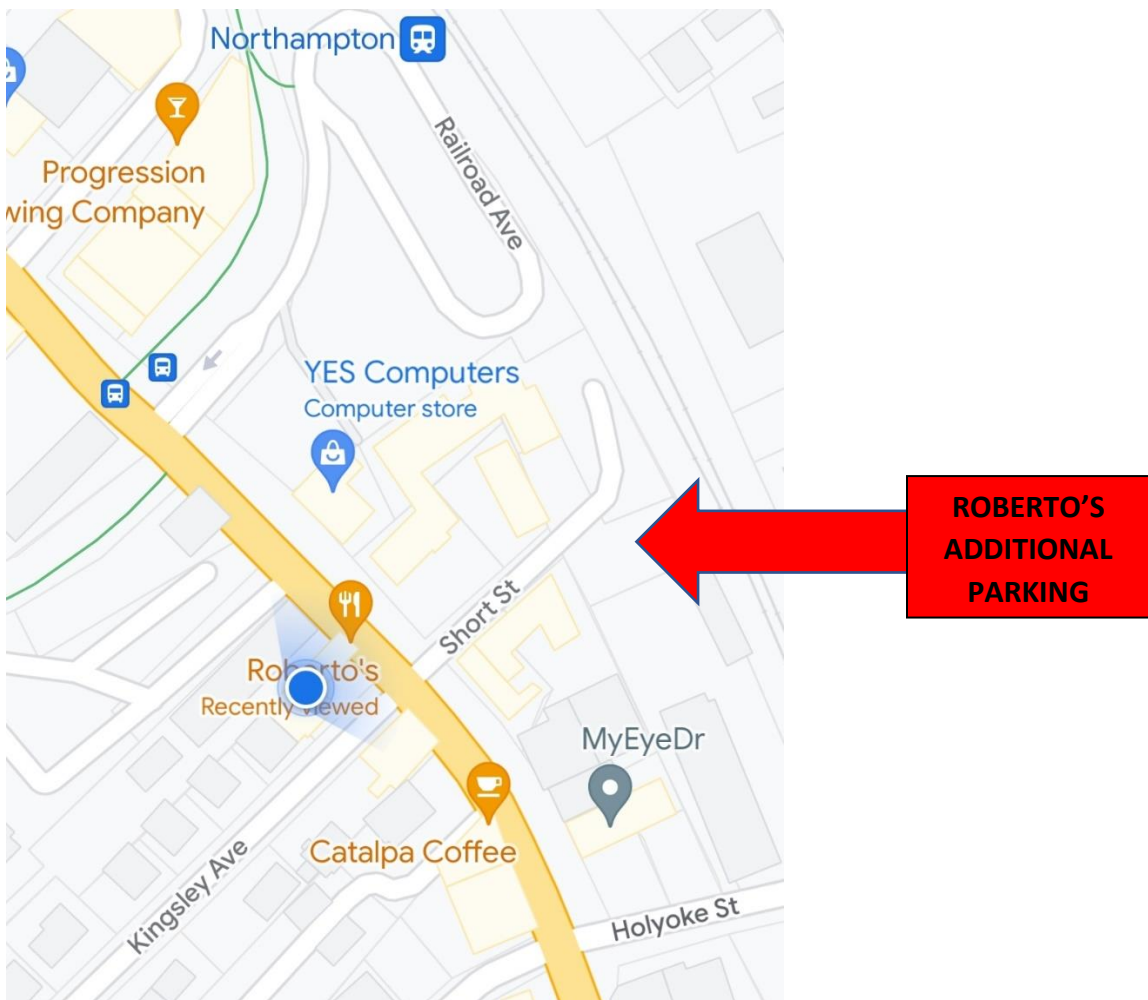 Northampton
Railroad Ave
Progression
wing Company
YES Computers
Computer store
ROBERTO'S
ADDITIONAL
PARKING
Short St
Roberto's
Recently viewed
MyEyeDr
Catalpa Coffee
Kingsley Ave
Holyoke St